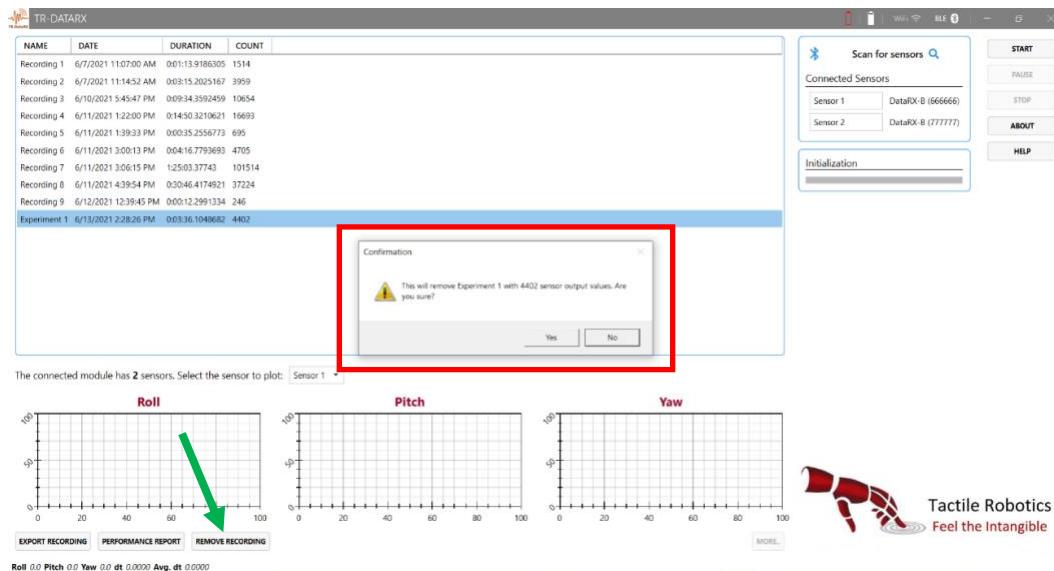 TR-DATARX
WiFi BLE
NAME DATE DURATION COUNT
Recording 1 6/7/2021 11:07:00 AM 0:01:13.9186305 1514
Recording 2 6/7/2021 11:14:52 AM 0:03:15.2025167 3959
Recording 3 6/10/2021 5:45:47 PM 0:09:34.3592459 10654
Recording 4 6/11/2021 1:22:00 PM 0:14:50.3210621 16693
Recording 5 6/11/2021 1:39:33 PM 0:00:35.2556773 695
Recording 6 6/11/2021 3:00:13 PM 0:04:16.7793693 4705
Recording 7 6/11/2021 3:06:15 PM 1:25:03.37743 101514
Recording 8 6/11/2021 4:39:54 PM 0:30:46.4174921 37224
Recording 9 6/12/2021 12:39:45 PM 0:00:12.2991334 246
Experiment 1 6/13/2021 2:28:26 PM 0:03:36.1048682 4402
Scan for sensors
Connected Sensors
Sensor 1 DataRX-B (666666)
Sensor 2 DataRX-B (777777)
Initialization
START
PAUSE
STOP
ABOUT
HELP
Confirmation
This will remove Experiment 1 with 4402 sensor output values. Are
you sure?
Yes No
The connected module has 2 sensors. Select the sensor to plot: Sensor 1
Roll
100
50
0
0 20 40 60 80 100
Pitch
100
50
0
0 20 40 60 80 100
Yaw
100
50
0
0 20 40 60 80 100
EXPORT RECORDING PERFORMANCE REPORT REMOVE RECORDING MORE..
Roll 0.0 Pitch 0.0 Yaw 0.0 dt 0.0000 Avg. dt 0.0000
Tactile Robotics
Feel the Intangible